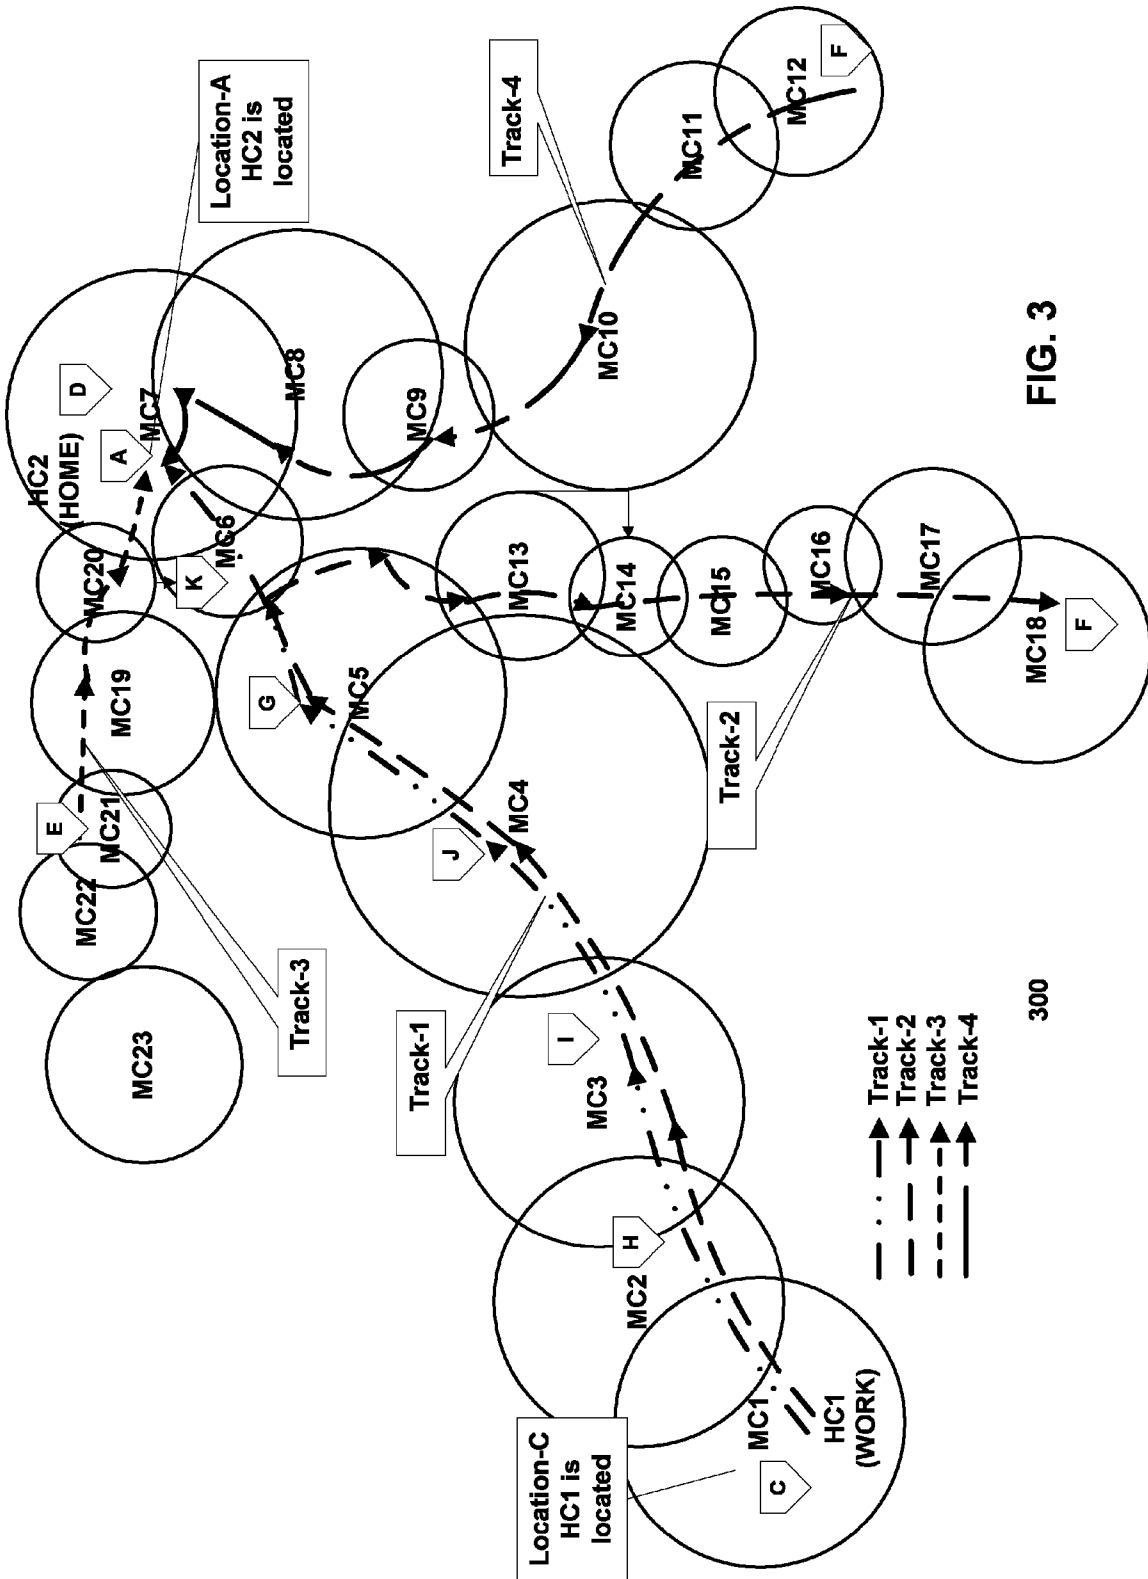 E
HC2
(HOME)
D
MC22
MC20
MC21
MC19
A
MC23
MC7
K
MC6
Location-A
HC2 is
located
G
Track-3
MC8
MC5
MC9
Track-1
J
Track-4
MC4
MC13
Location-C
HC1 is
located
I
MC3
MC10
MC14
H
MC2
MC11
MC15
Track-2
MC1
C
MC12
MC16
HC1
(WORK)
F
Track-1
Track-2
Track-3
Track-4
MC17
MC18
F
300
FIG. 3